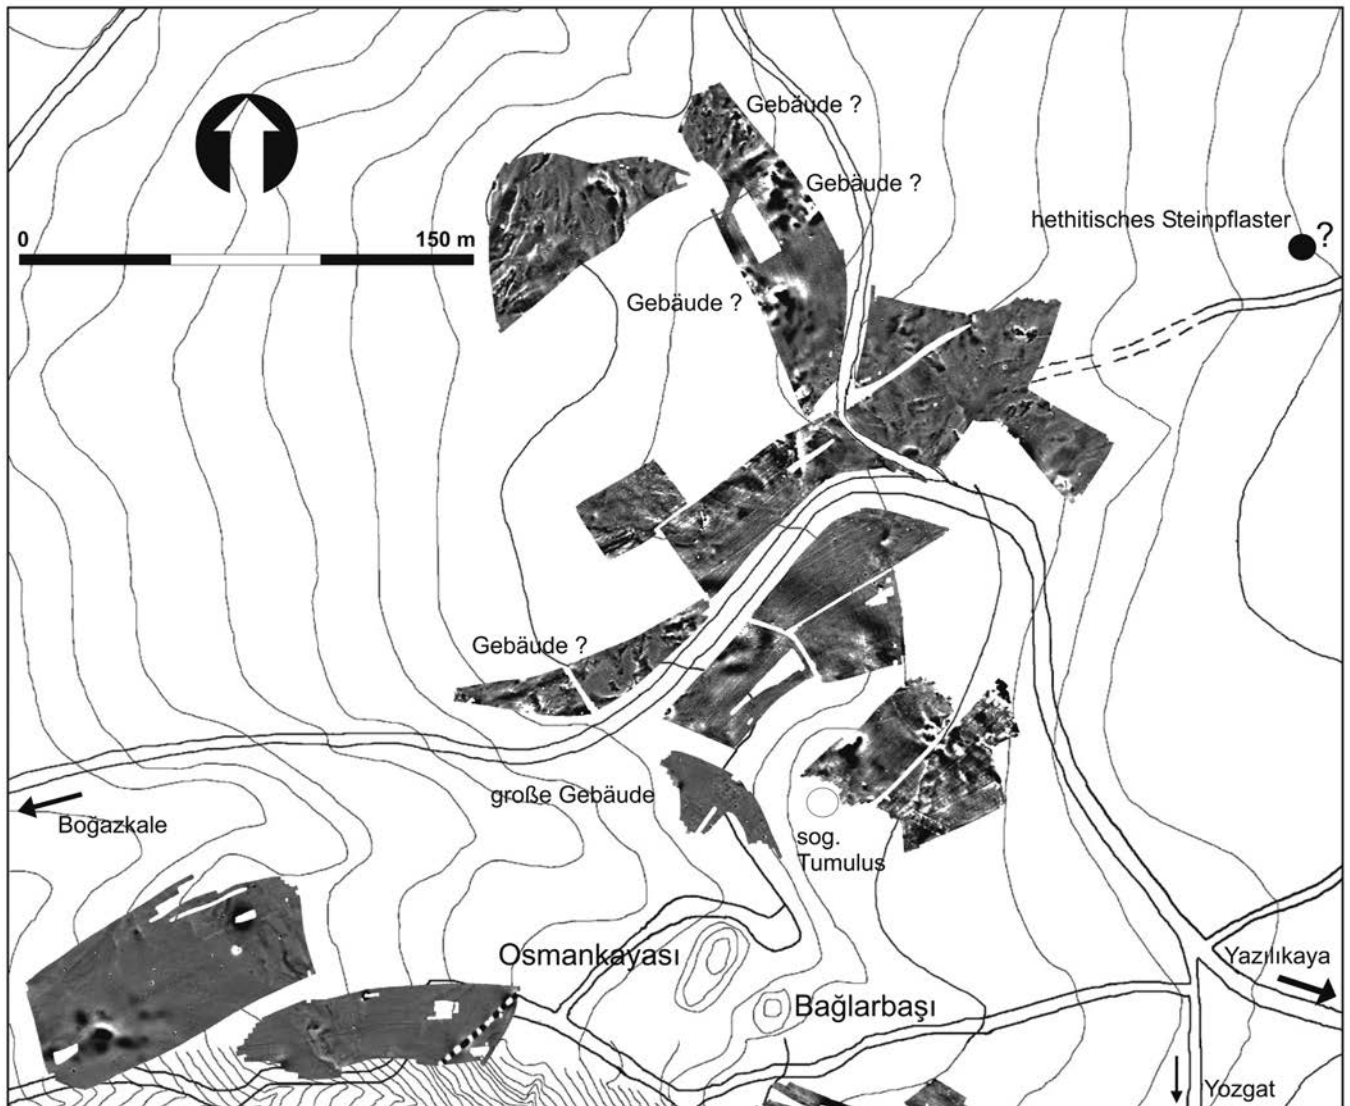 Gebäude ?
Gebäude ?
hethitisches Steinpflaster
?
0
150 m
Gebäude ?
Gebäude ?
große Gebäude
Boğazkale
sog.
Tumulus
Osmankayası
Yazılıkaya
Bağlarbaşı
Yozgat